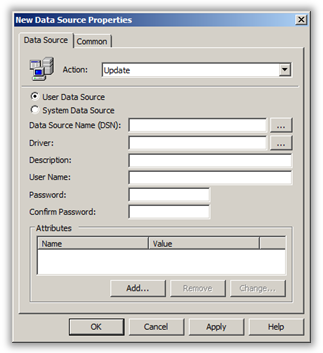 New Data Source Properties
Data Source Common
Action: Update
User Data Source
System Data Source
Data Source Name (DSN): ...
Driver: ...
Description:
User Name:
Password:
Confirm Password:
Attributes
Name Value
Add... Remove Change...
OK Cancel Apply Help